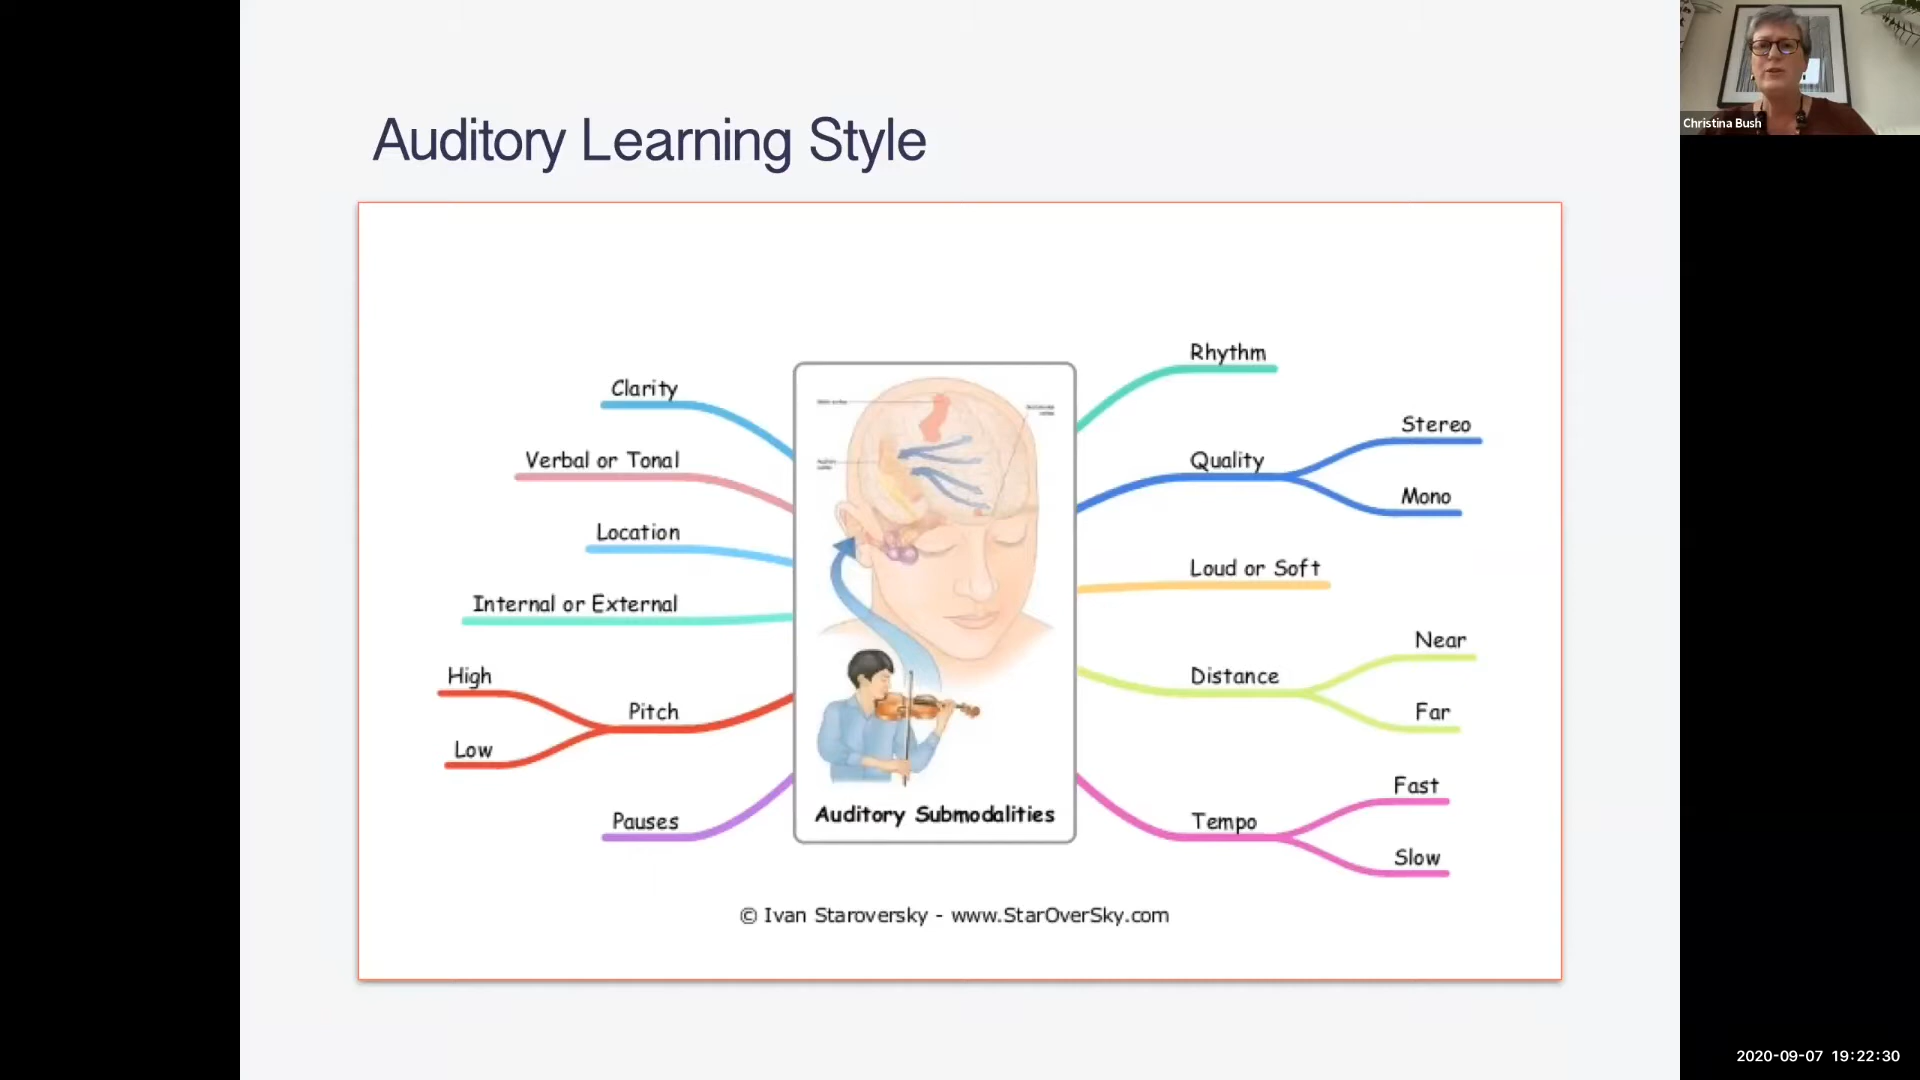 Auditory Learning Style
Christina Bush
Clarity
Verbal or Tonal
Location
Internal or External
High
Pitch
Low
Pauses
Auditory Submodalities
Rhythm
Quality
Stereo
Mono
Loud or Soft
Distance
Near
Far
Tempo
Fast
Slow
© Ivan Staroversky - www.StarOverSky.com
2020-09-07 19:22:30